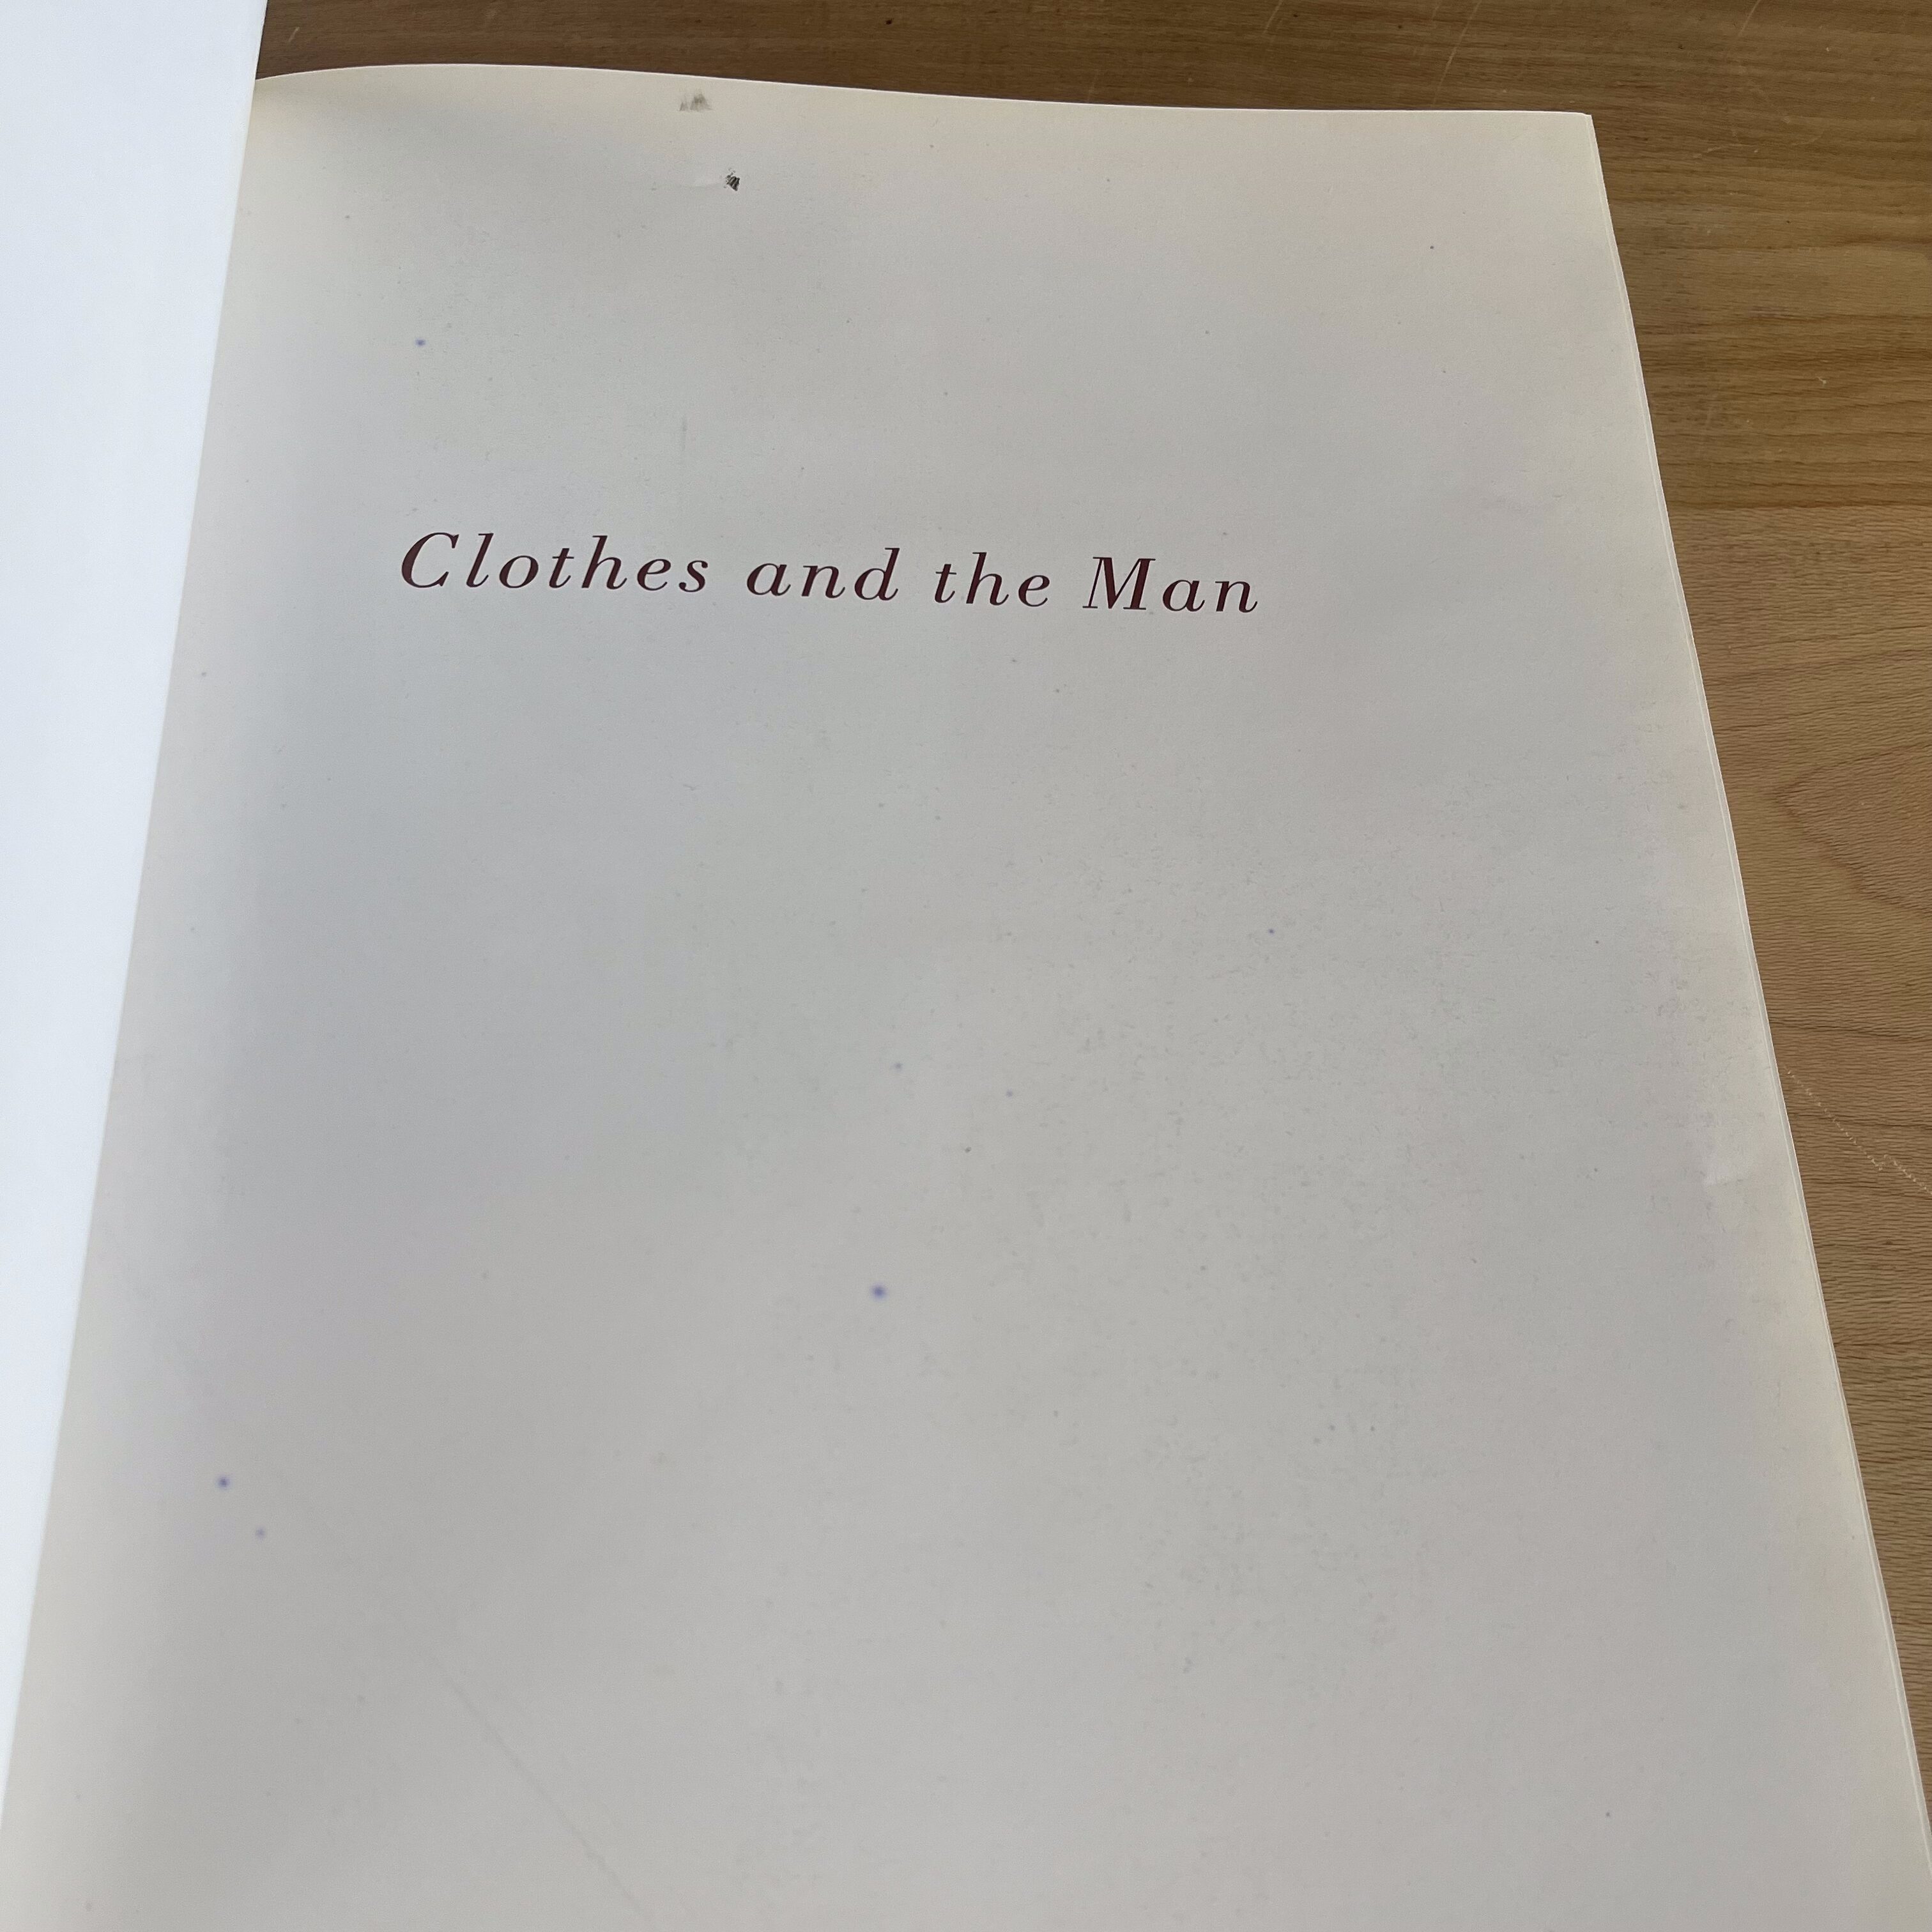 Clothes and the Man